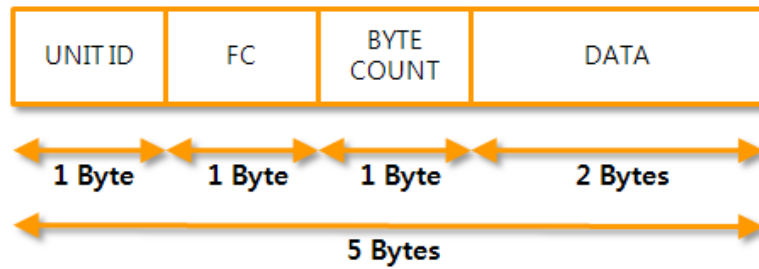 UNIT ID
FC
BYTE
COUNT
DATA
1 Byte
1 Byte
1 Byte
2 Bytes
5 Bytes